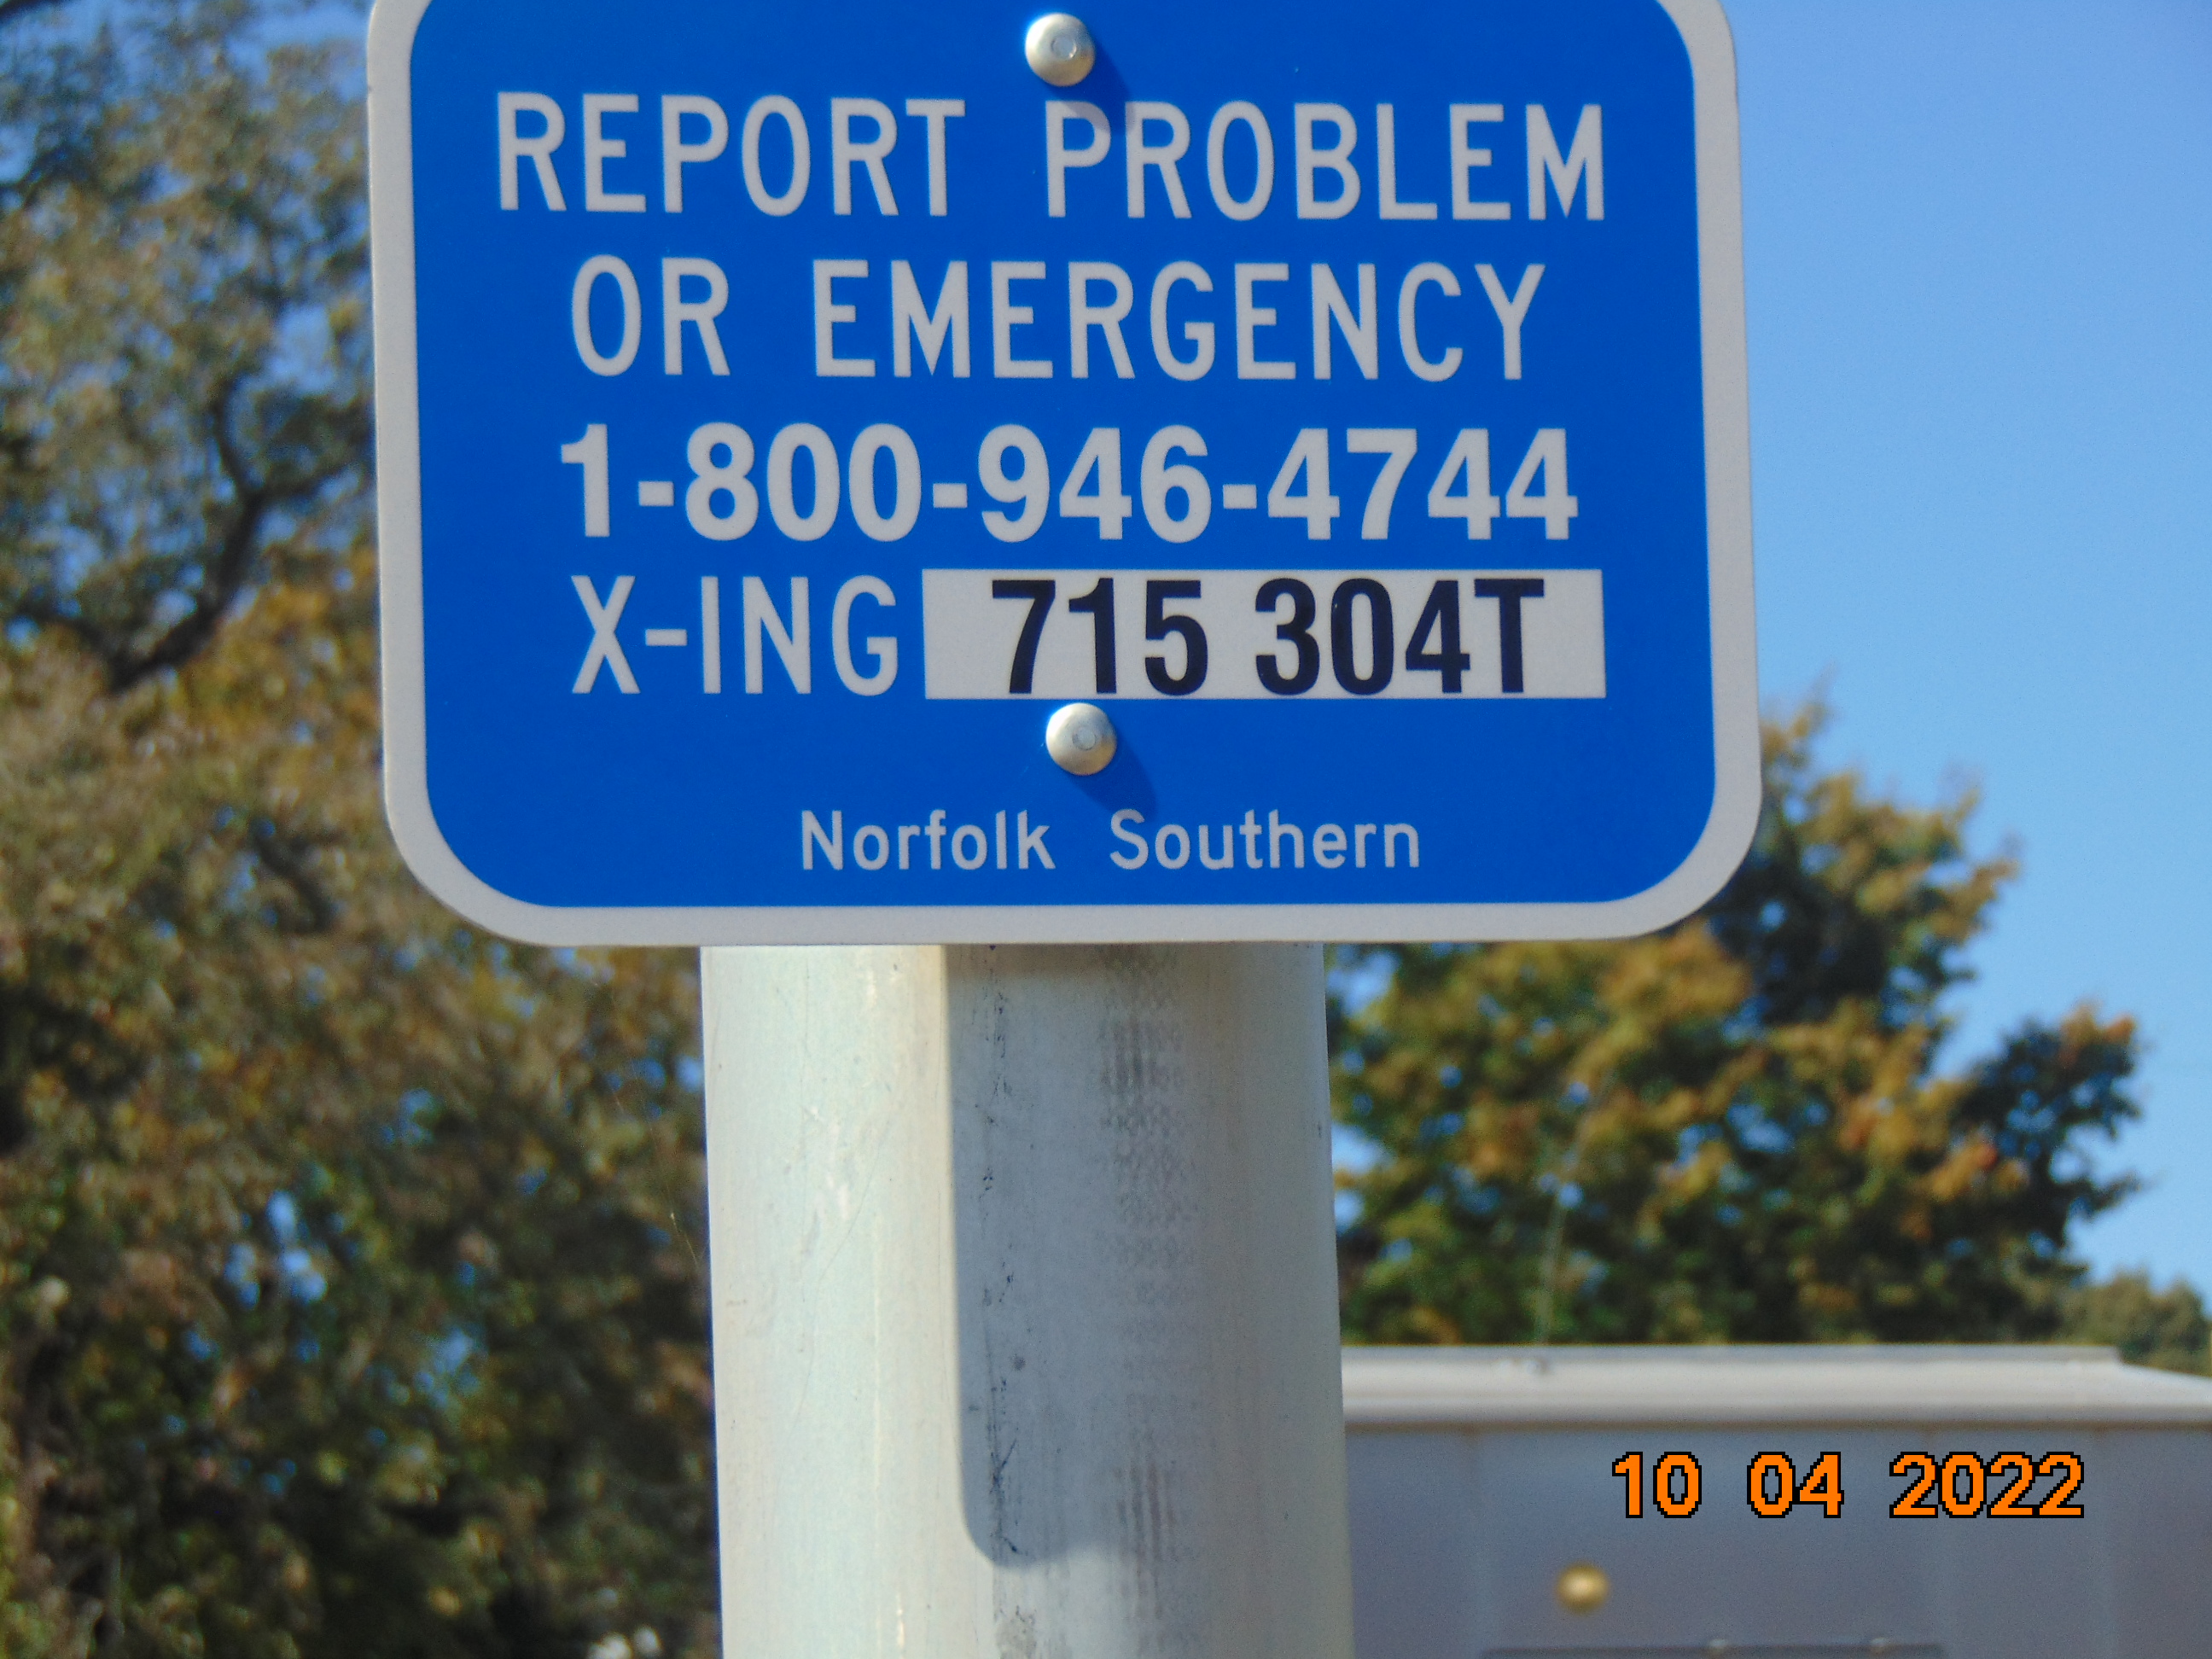 REPORT PROBLEM
OR EMERGENCY
1-800-946-4744
X-ING 715 304T
Norfolk Southern
10 04 2022